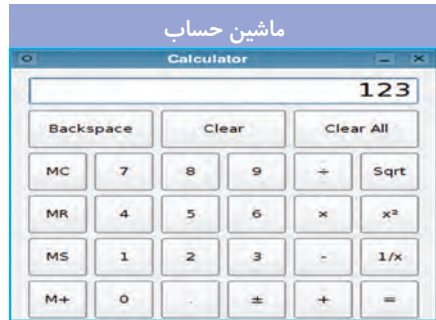 ماشین حساب
Calculator
123
Backspace Clear Clear All
MC 7 8 9 ÷ Sqrt
MR 4 5 6 × x²
MS 1 2 3 - 1/x
M+ 0 . ± + =